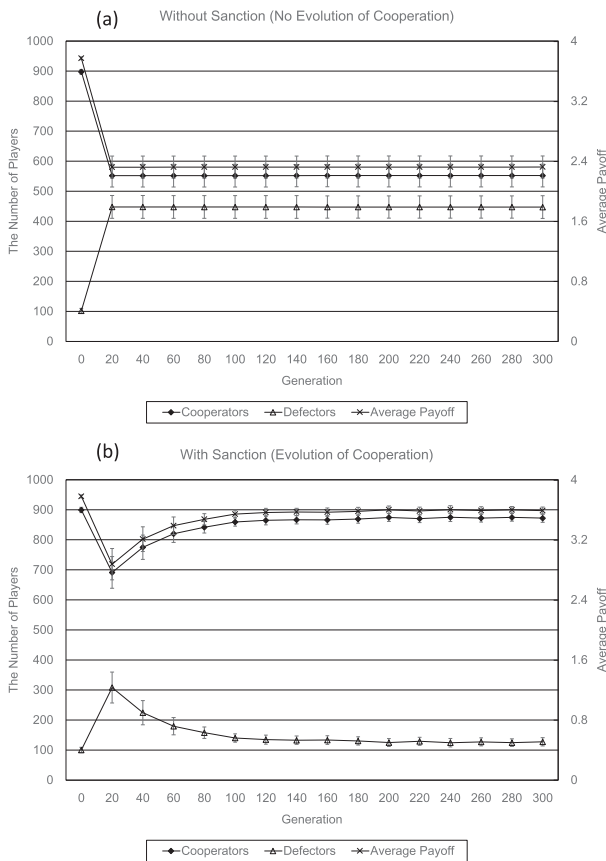 (a)
Without Sanction (No Evolution of Cooperation)
The Number of Players
1000
900
800
700
600
500
400
300
200
100
0
4
3.2
2.4
1.6
0.8
0
Average Payoff
0 20 40 60 80 100 120 140 160 180 200 220 240 260 280 300
Generation
Cooperators Defectors Average Payoff
(b)
With Sanction (Evolution of Cooperation)
The Number of Players
1000
900
800
700
600
500
400
300
200
100
0
4
3.2
2.4
1.6
0.8
0
Average Payoff
0 20 40 60 80 100 120 140 160 180 200 220 240 260 280 300
Generation
Cooperators Defectors Average Payoff